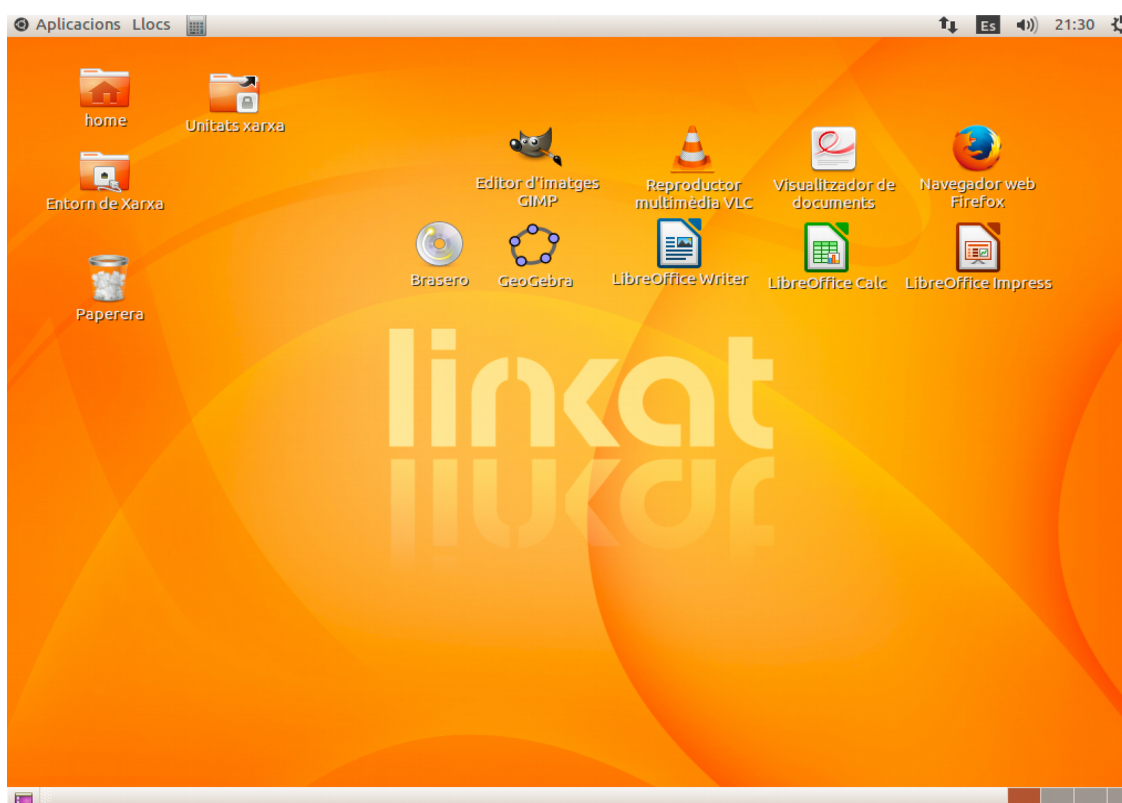 Aplicacions Llocs
Es 21:30
home
Unitats xarxa
Entorn de Xarxa
Paperera
Editor d'imatges
GIMP
Reproductor
multimèdia VLC
Visualitzador de
documents
Navegador web
Firefox
Brasero
GeoGebra
LibreOffice Writer
LibreOffice Calc
LibreOffice Impress
linkat